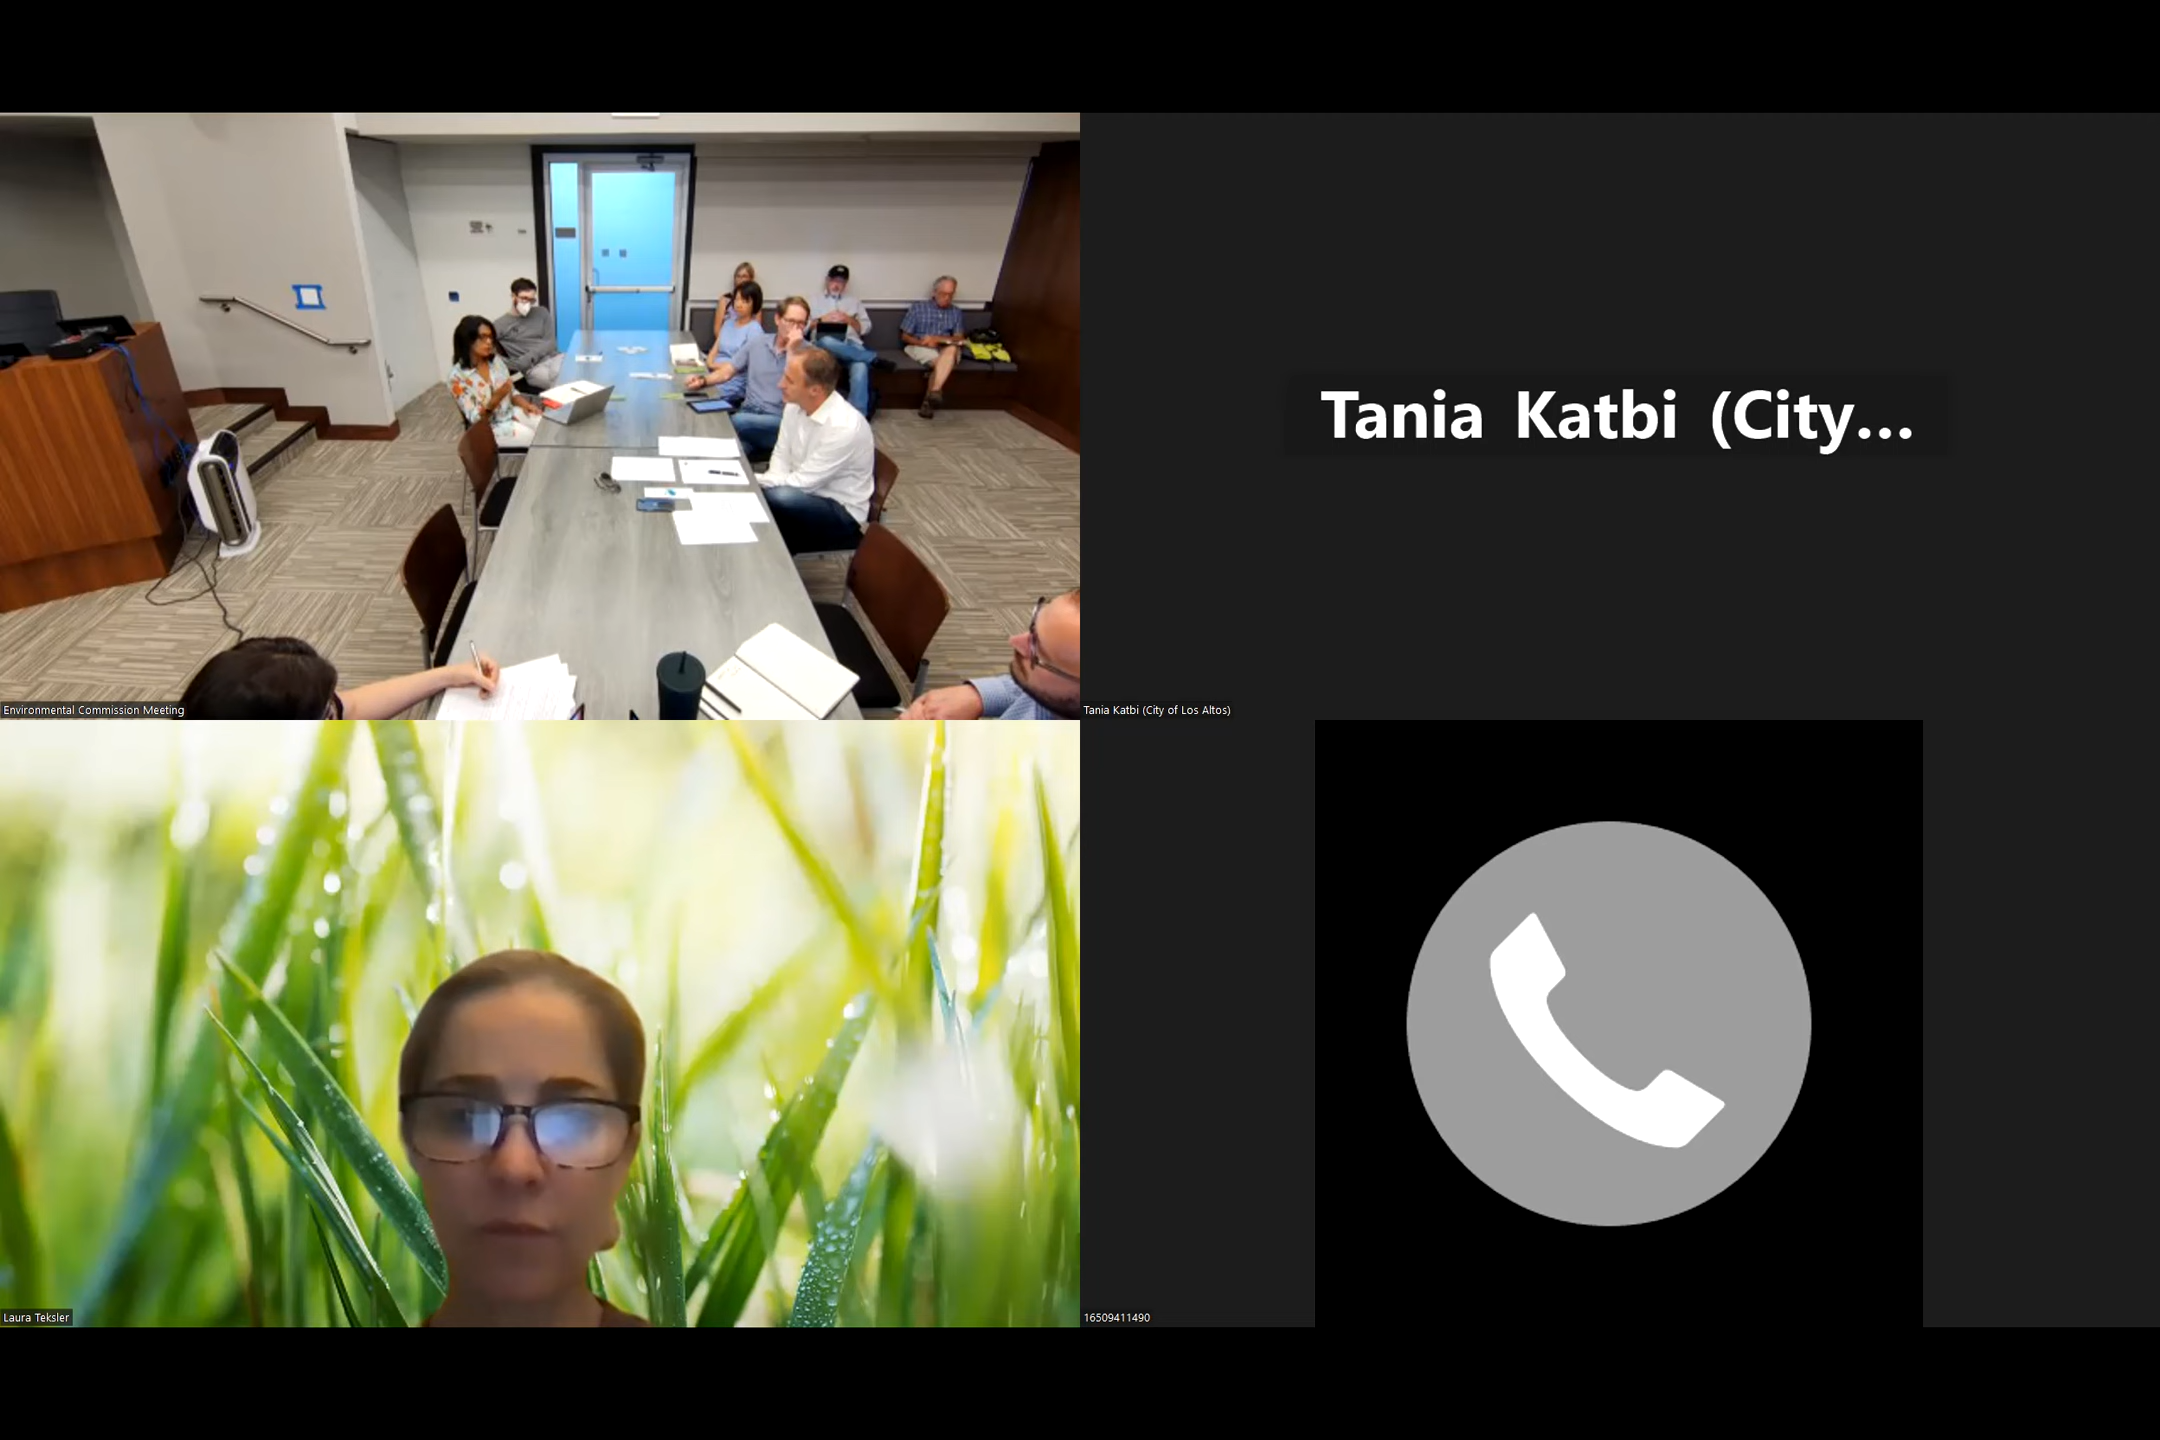 Environmental Commission Meeting
Tania Katbi (City...
Tania Katbi (City of Los Altos)
Laura Teksler
16509411490